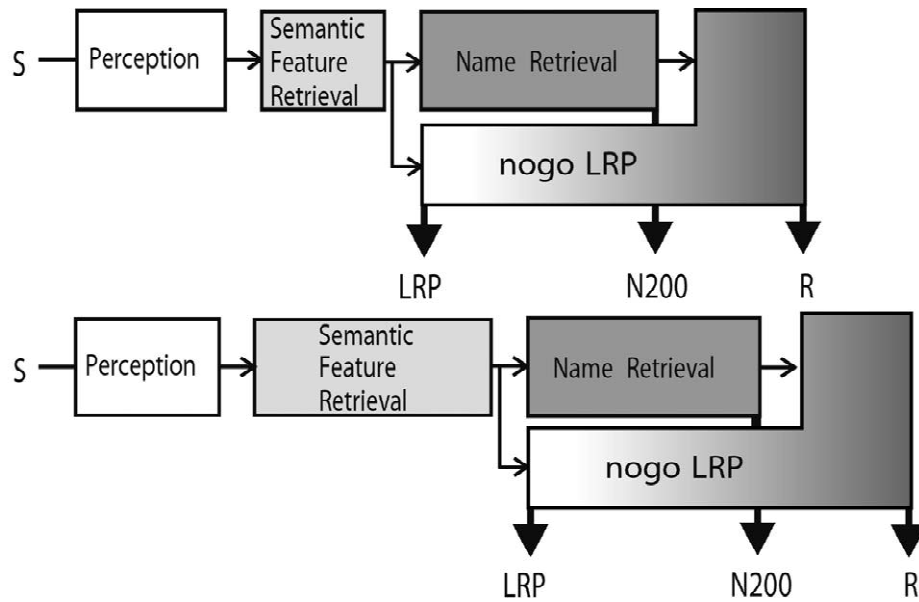 S
Perception
Semantic
Feature
Retrieval
Name Retrieval
nogo LRP
LRP
N200
R
S
Perception
Semantic
Feature
Retrieval
Name Retrieval
nogo LRP
LRP
N200
R